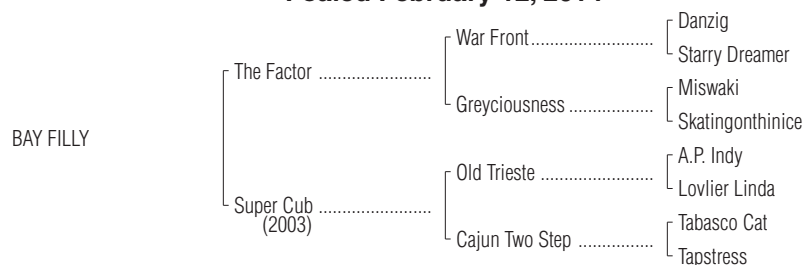 Foaled February 12, 2014
Danzig
War Front
Starry Dreamer
The Factor
Miswaki
Greyciousness
Skatingonthinice
BAY FILLY
A.P. Indy
Old Trieste
Lovlier Linda
Super Cub
(2003)
Tabasco Cat
Cajun Two Step
Tapstress